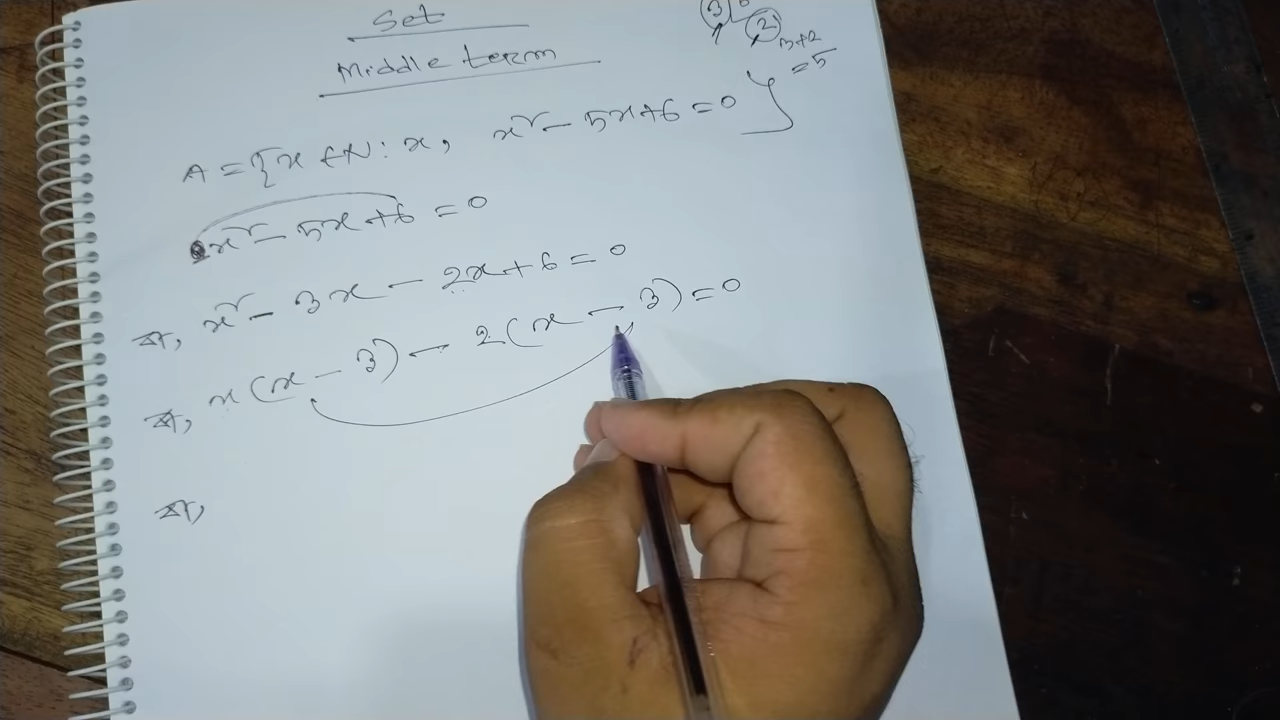 Set
Middle term
3 6
2
3+2
=5
A = {x ∈ N : x, x² - 5x + 6 = 0}
x² - 5x + 6 = 0
বা, x² - 3x - 2x + 6 = 0
বা, x(x - 3) - 2(x - 3) = 0
বা,